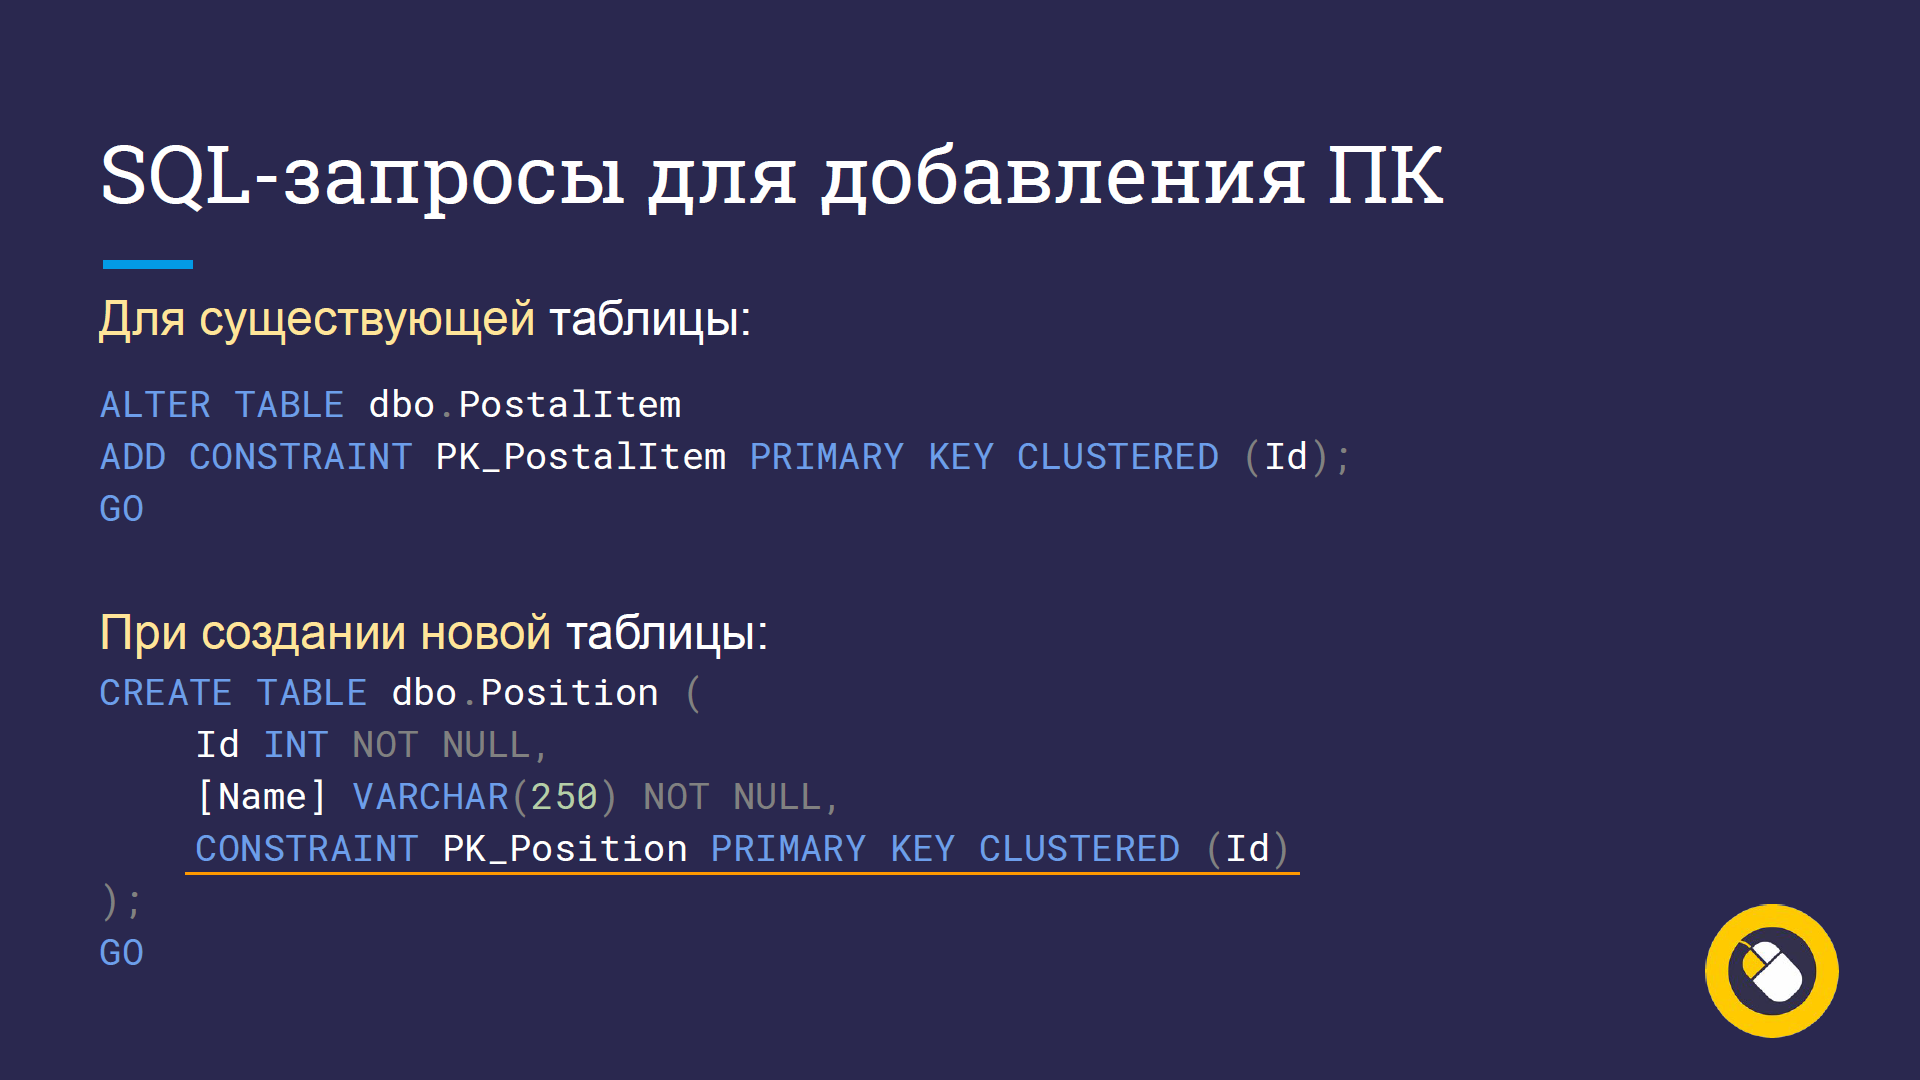 SQL-запросы для добавления ПК
Для существующей таблицы:
ALTER TABLE dbo.PostalItem
ADD CONSTRAINT PK_PostalItem PRIMARY KEY CLUSTERED (Id);
GO
При создании новой таблицы:
CREATE TABLE dbo.Position (
Id INT NOT NULL,
[Name] VARCHAR(250) NOT NULL,
CONSTRAINT PK_Position PRIMARY KEY CLUSTERED (Id)
);
GO